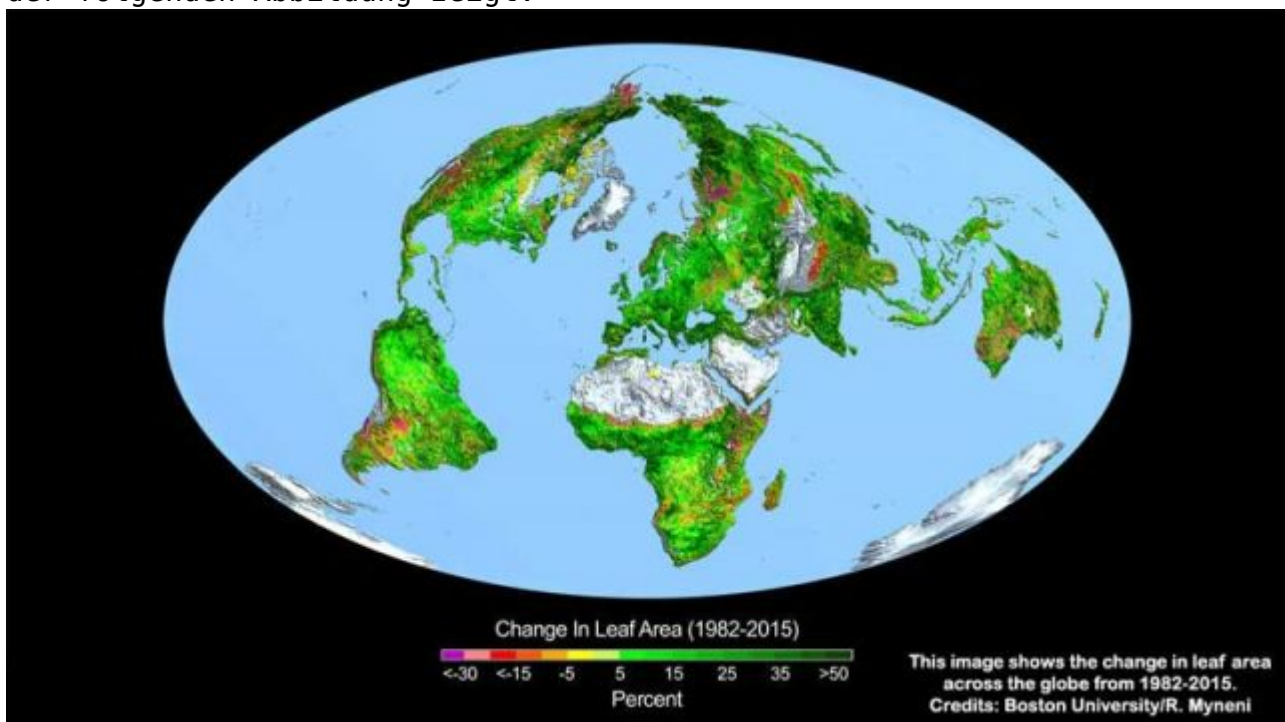 der folgenden Abbildung zeigt:
Change In Leaf Area (1982-2015)
<-30 <-15 -5 5 15 25 35 >50
Percent
This image shows the change in leaf area
across the globe from 1982-2015.
Credits: Boston University/R. Myneni